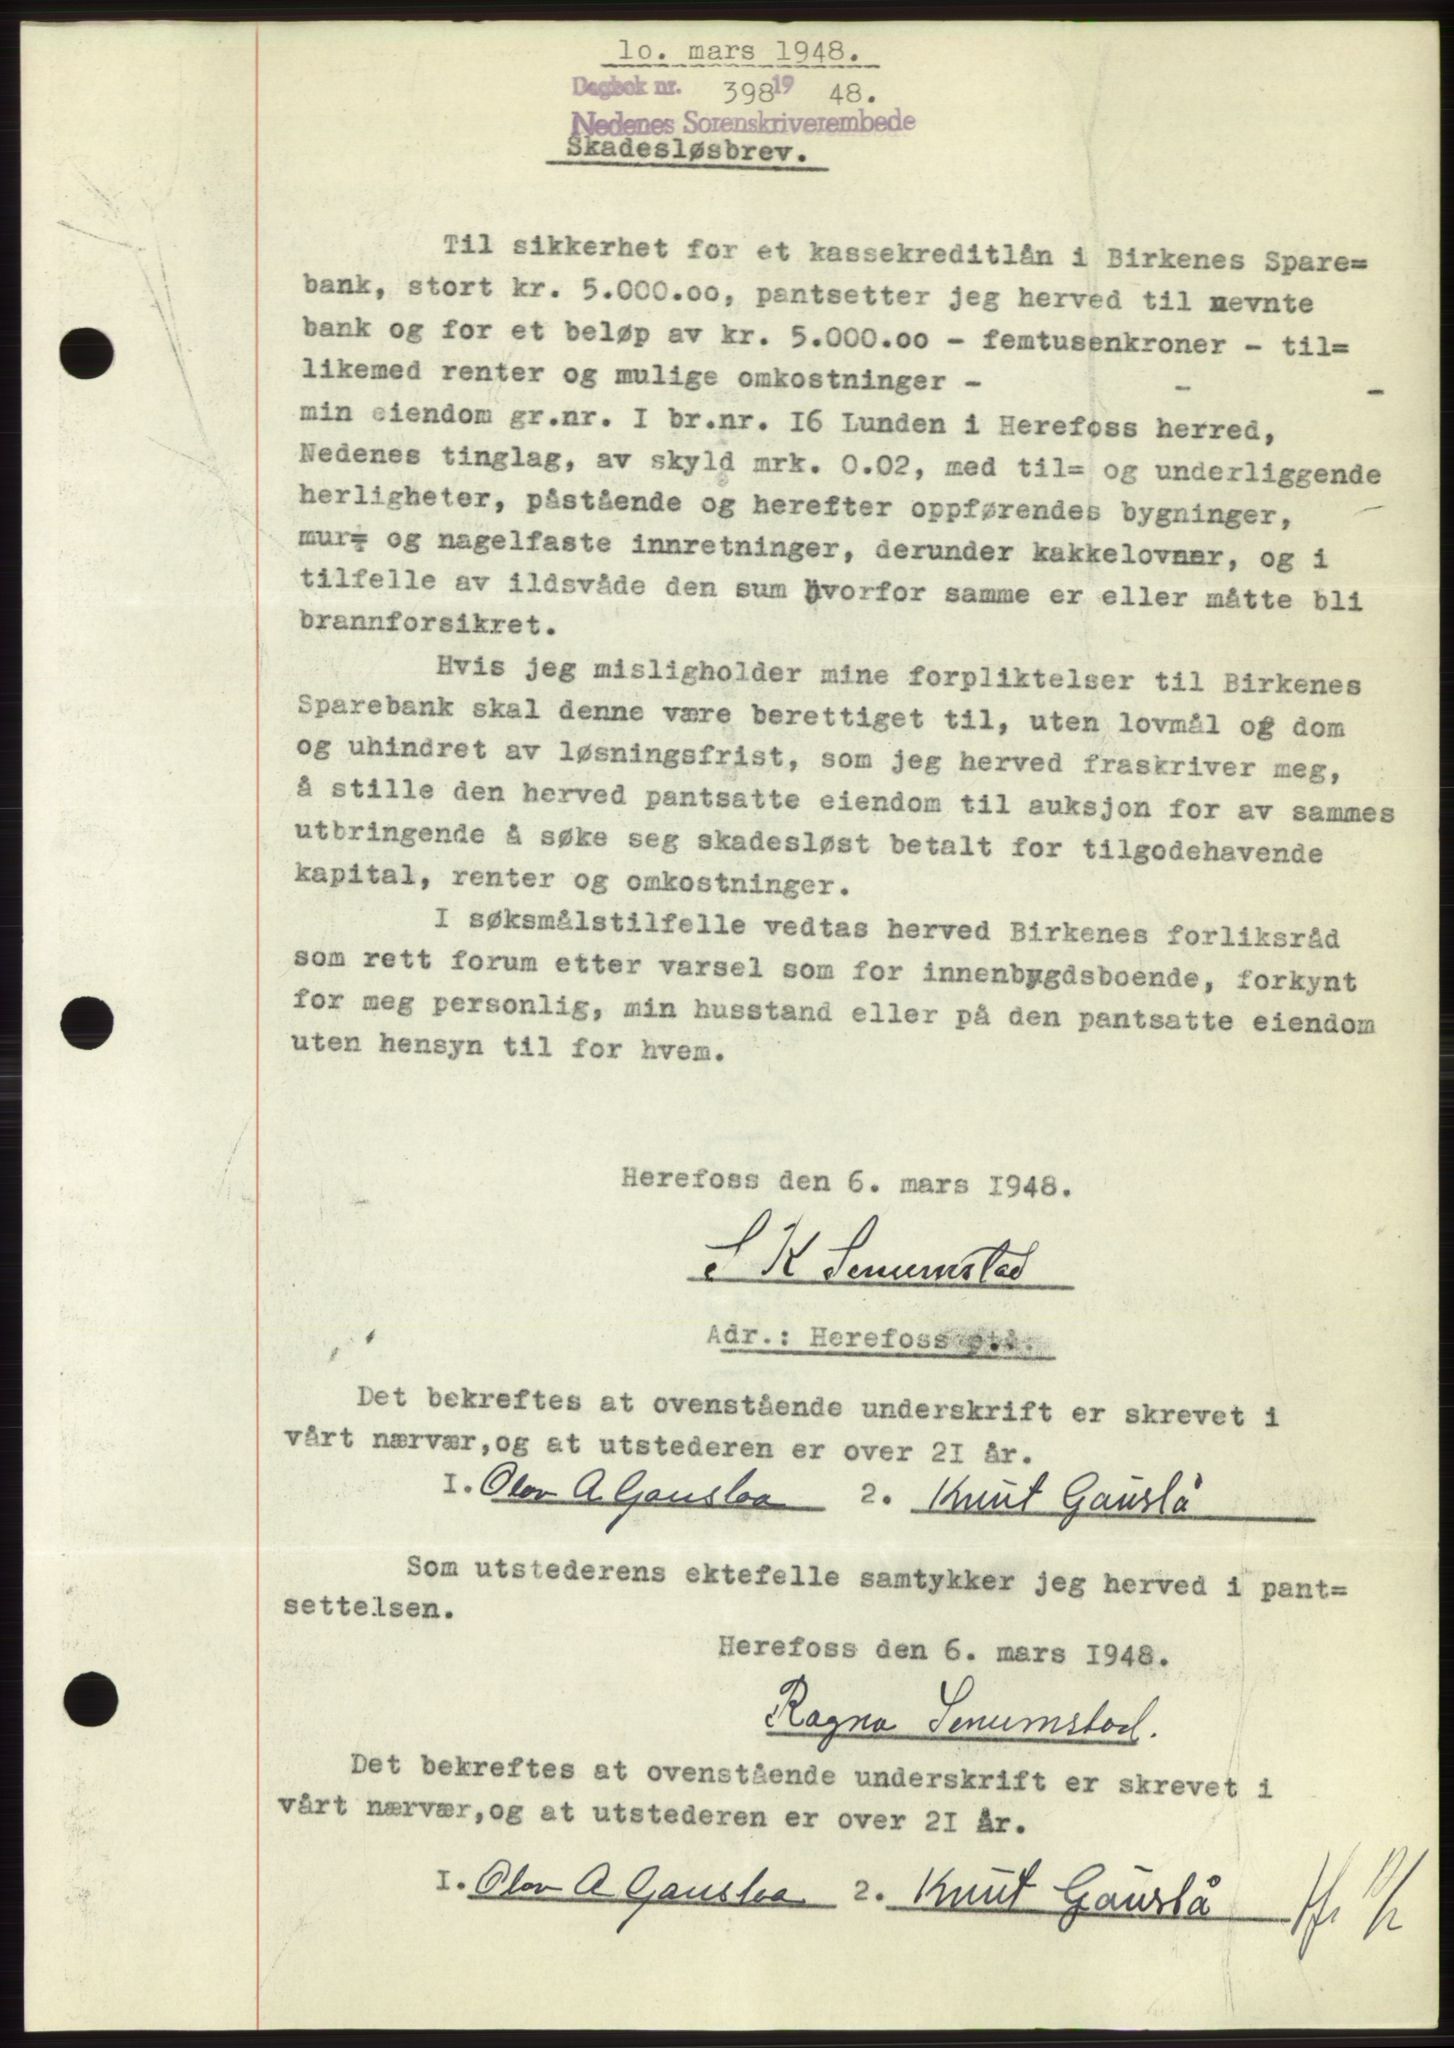 10. mars 1948.
Dagbok nr. 398 19 48.
Nedenes Sorenskriverembede
Skadesløsbrev.
Til sikkerhet for et kassekreditlån i Birkenes Spare=
bank, stort kr. 5.000.00, pantsetter jeg herved til nevnte
bank og for et beløp av kr. 5.000.00 - femtusenkroner - til=
likemed renter og mulige omkostninger - - -
min eiendom gr.nr. I br.nr. I6 Lunden i Herefoss herred,
Nedenes tinglag, av skyld mrk. 0.02, med til= og underliggende
herligheter, påstående og herefter oppførendes bygninger,
mur= og nagelfaste innretninger, derunder kakkelovner, og i
tilfelle av ildsvåde den sum hvorfor samme er eller måtte bli
brannforsikret.
Hvis jeg misligholder mine forpliktelser til Birkenes
Sparebank skal denne være berettiget til, uten lovmål og dom
og uhindret av løsningsfrist, som jeg herved fraskriver meg,
å stille den herved pantsatte eiendom til auksjon for av sammes
utbringende å søke seg skadesløst betalt for tilgodehavende
kapital, renter og omkostninger.
I søksmålstilfelle vedtas herved Birkenes forliksråd
som rett forum etter varsel som for innenbygdsboende, forkynt
for meg personlig, min husstand eller på den pantsatte eiendom
uten hensyn til for hvem.
Herefoss den 6. mars I948.
S K Senumstad
Adr.: Herefoss
Det bekreftes at ovenstående underskrift er skrevet i
vårt nærvær, og at utstederen er over 2I år.
I. Olav A Gauslaa 2. Knut Gauslå
Som utstederens ektefelle samtykker jeg herved i pant=
settelsen.
Herefoss den 6. mars I948.
Ragna Senumstad.
Det bekreftes at ovenstående underskrift er skrevet i
vårt nærvær, og at utstederen er over 2I år.
I. Olav A Gauslaa 2. Knut Gauslå